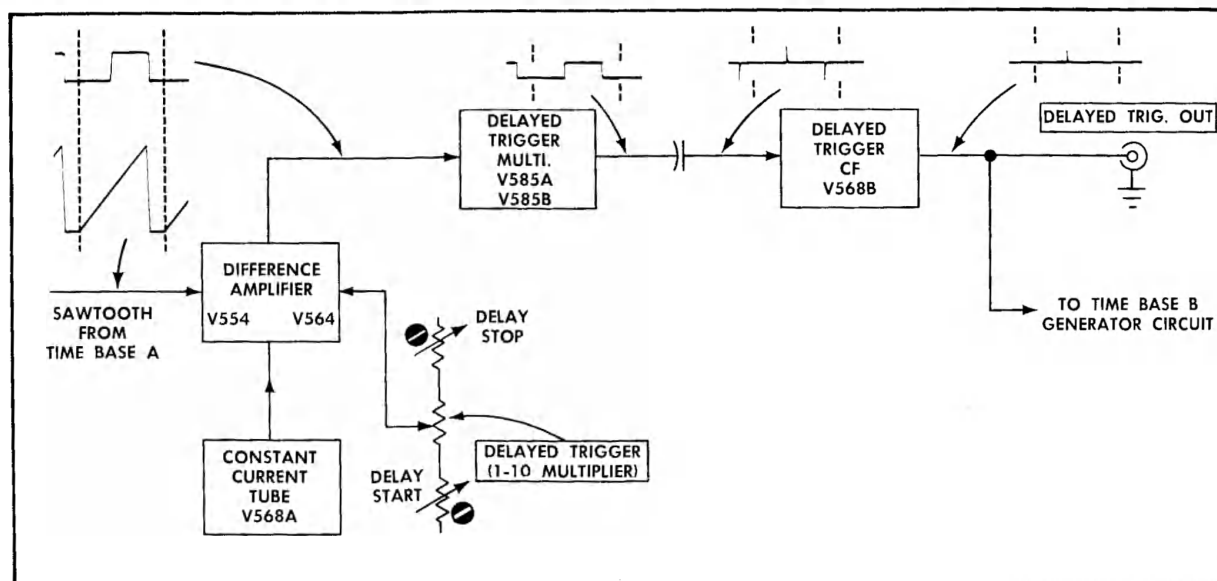 DELAYED
TRIGGER
MULTI.
V585A
V585B
DELAYED
TRIGGER
CF
V568B
DELAYED TRIG. OUT
DIFFERENCE
AMPLIFIER
V554 V564
SAWTOOTH
FROM
TIME BASE A
DELAY
STOP
TO TIME BASE B
GENERATOR CIRCUIT
CONSTANT
CURRENT
TUBE
V568A
DELAY
START
DELAYED TRIGGER
(1-10 MULTIPLIER)